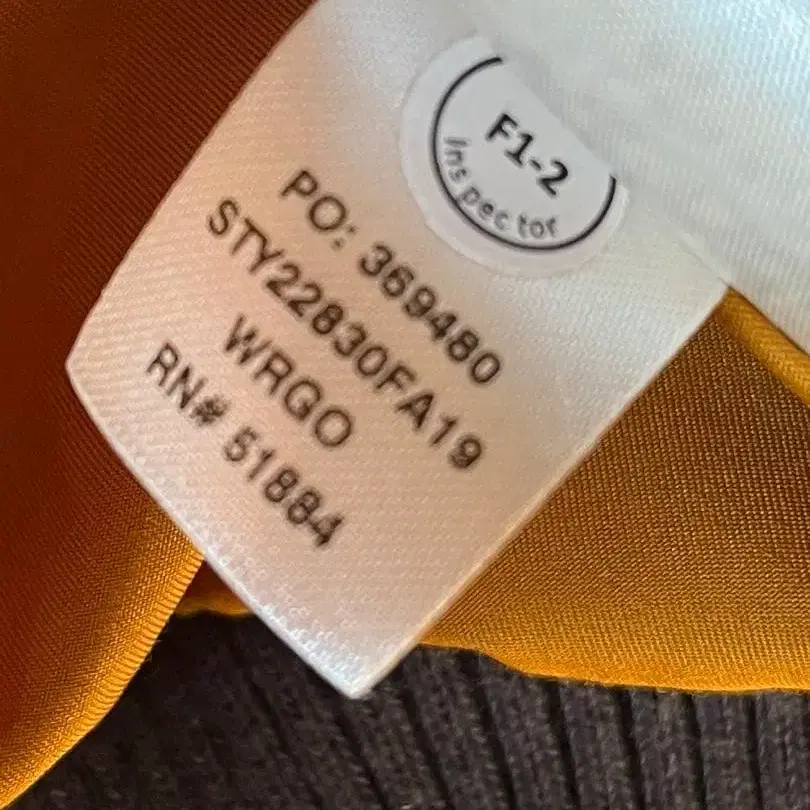 F1-2
Inspector
PO: 369480
STY22830FA19
WRGO
RN# 51884